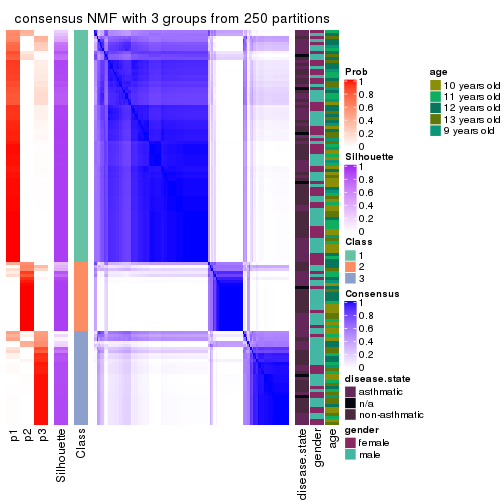 consensus NMF with 3 groups from 250 partitions
Prob
1
0.8
0.6
0.4
0.2
0
Silhouette
1
0.8
0.6
0.4
0.2
0
Class
1
2
3
Consensus
1
0.8
0.6
0.4
0.2
0
disease.state
asthmatic
n/a
non-asthmatic
gender
female
male
age
10 years old
11 years old
12 years old
13 years old
9 years old
p1
p2
p3
Silhouette
Class
disease.state
gender
age